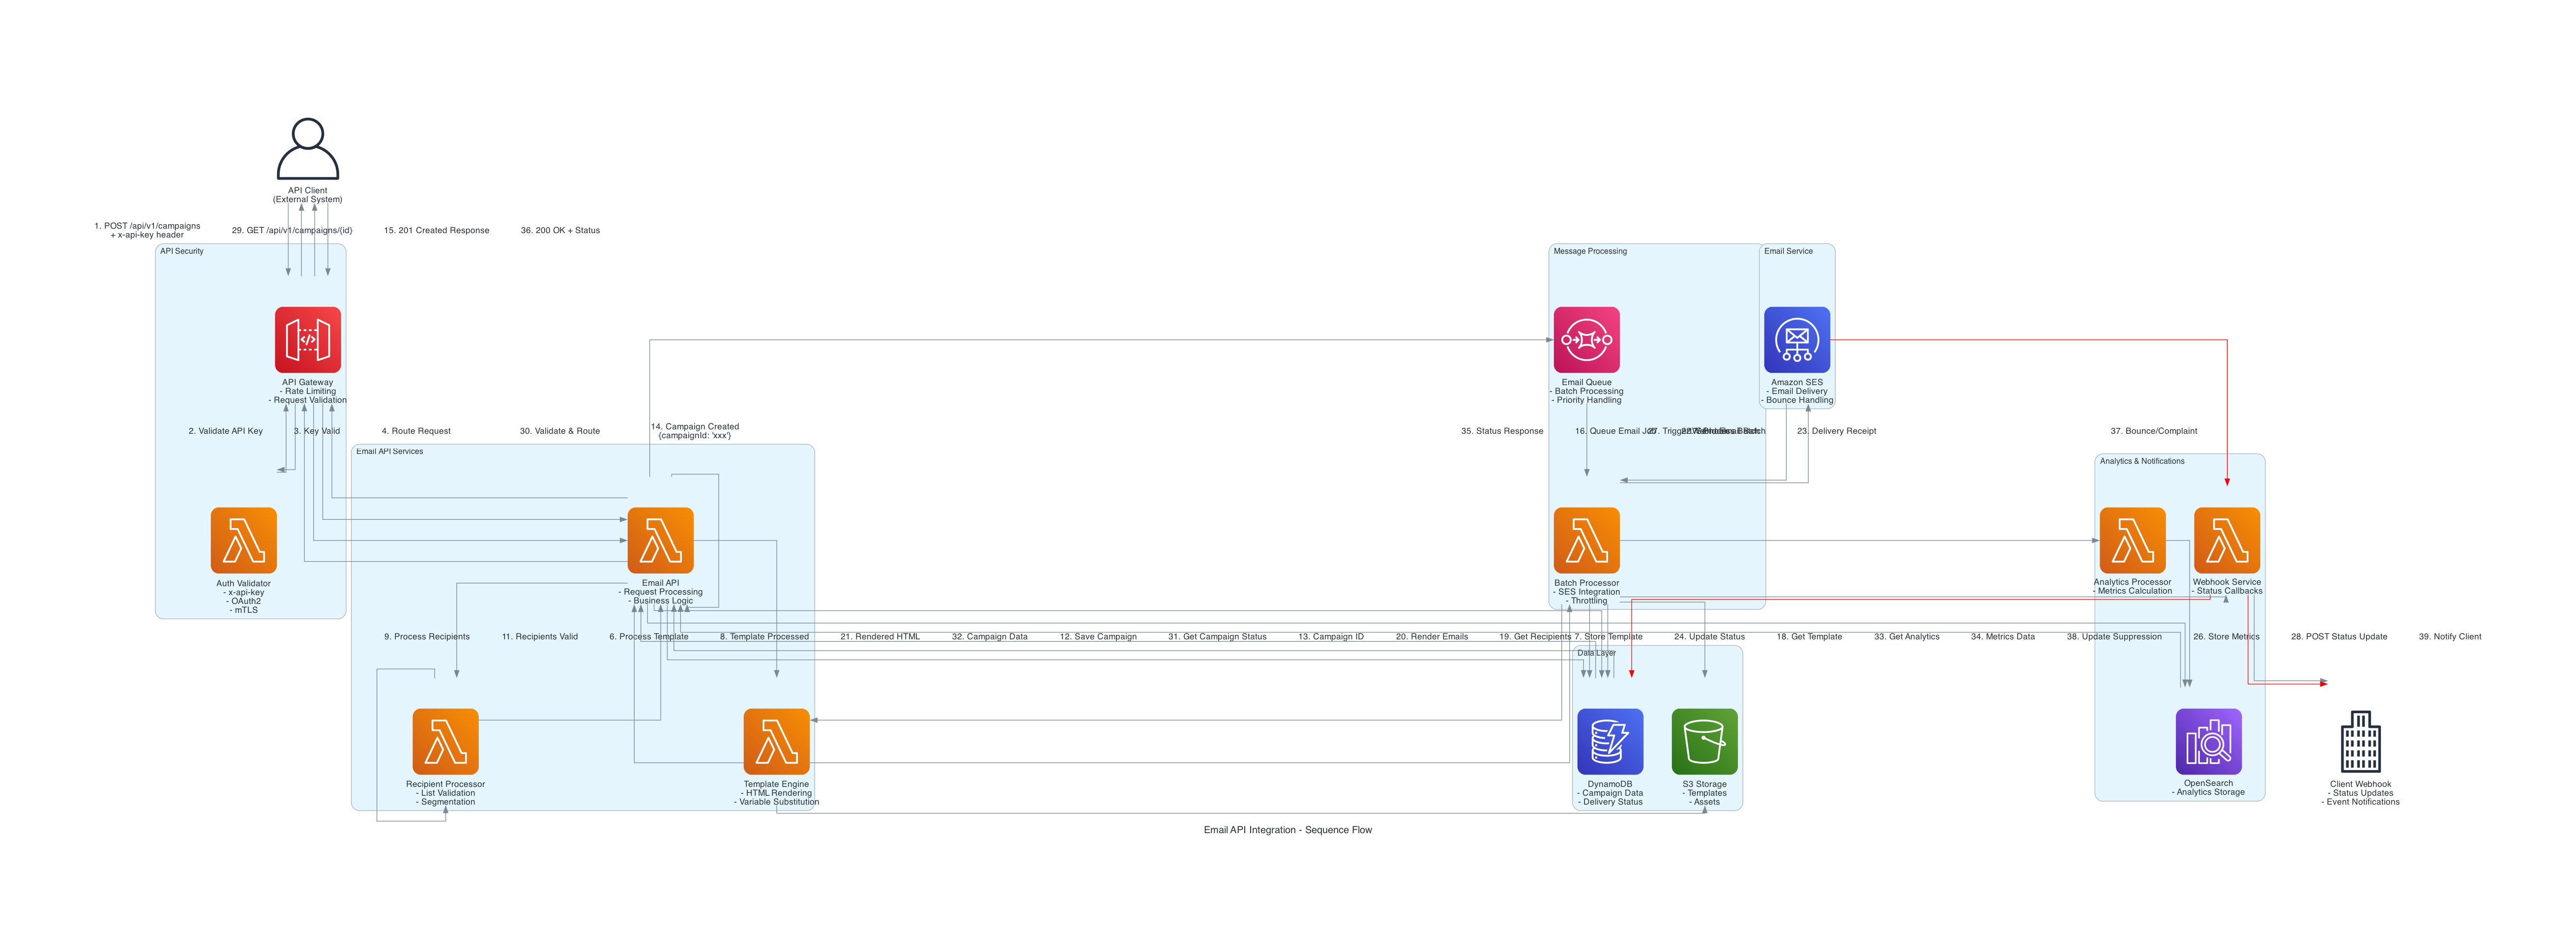 API Client
(External System)
1. POST /api/v1/campaigns
+ x-api-key header
29. GET /api/v1/campaigns/{id}
15. 201 Created Response
36. 200 OK + Status
API Security
Message Processing
Email Service
API Gateway
- Rate Limiting
- Request Validation
Email Queue
- Batch Processing
- Priority Handling
Amazon SES
- Email Delivery
- Bounce Handling
2. Validate API Key
3. Key Valid
4. Route Request
30. Validate & Route
14. Campaign Created
{campaignId: 'xxx'}
35. Status Response
16. Queue Email Job
23. Delivery Receipt
37. Bounce/Complaint
Email API Services
Analytics & Notifications
Auth Validator
- x-api-key
- OAuth2
- mTLS
Email API
- Request Processing
- Business Logic
Batch Processor
- SES Integration
- Throttling
Analytics Processor
- Metrics Calculation
Webhook Service
- Status Callbacks
9. Process Recipients
11. Recipients Valid
6. Process Template
8. Template Processed
21. Rendered HTML
32. Campaign Data
12. Save Campaign
31. Get Campaign Status
13. Campaign ID
20. Render Emails
19. Get Recipients
7. Store Template
24. Update Status
18. Get Template
33. Get Analytics
34. Metrics Data
38. Update Suppression
26. Store Metrics
28. POST Status Update
39. Notify Client
Data Layer
Recipient Processor
- List Validation
- Segmentation
Template Engine
- HTML Rendering
- Variable Substitution
DynamoDB
- Campaign Data
- Delivery Status
S3 Storage
- Templates
- Assets
OpenSearch
- Analytics Storage
Client Webhook
- Status Updates
- Event Notifications
Email API Integration - Sequence Flow